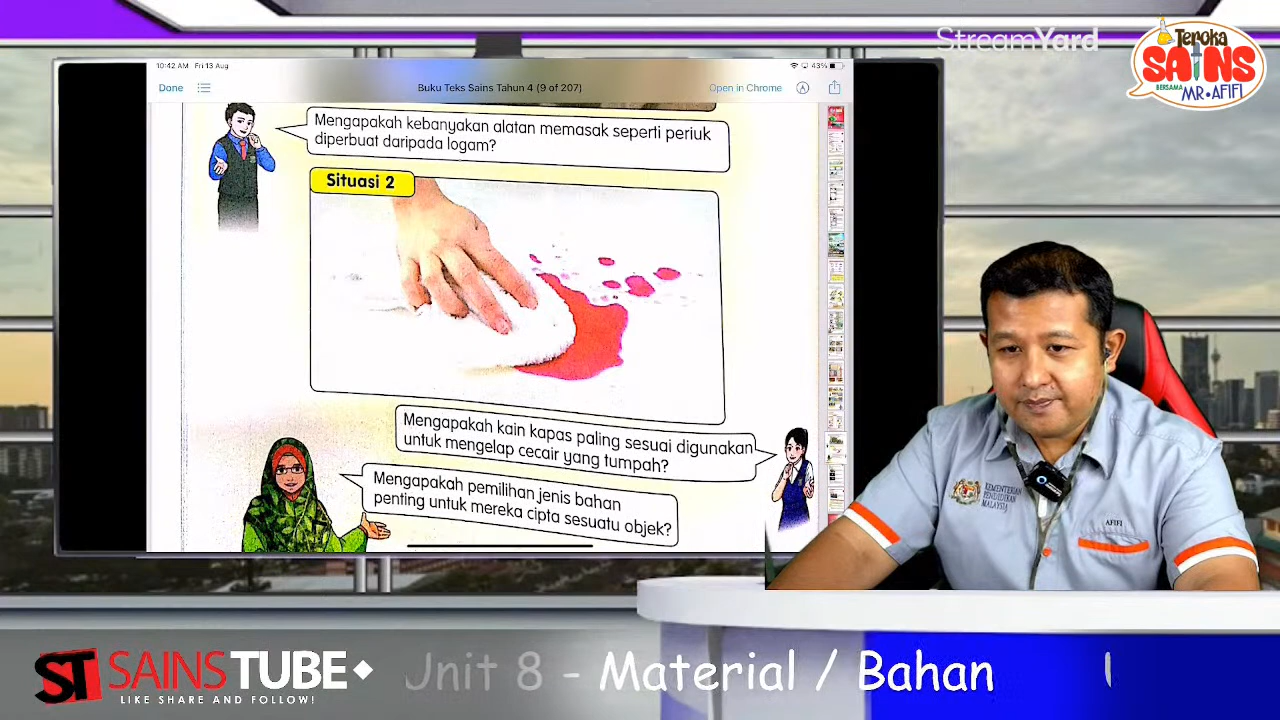 StreamYard
Teroka
SAINS
BERSAMA
MR.AFIFI
10:42 AM Fri 13 Aug
43%
Done
Buku Teks Sains Tahun 4 (9 of 207)
Open in Chrome
Mengapakah kebanyakan alatan memasak seperti periuk
diperbuat daripada logam?
Situasi 2
Mengapakah kain kapas paling sesuai digunakan
untuk mengelap cecair yang tumpah?
Mengapakah pemilihan jenis bahan
penting untuk mereka cipta sesuatu objek?
KEMENTERIAN
PENDIDIKAN
MALAYSIA
AFIFI
ST SAINSTUBE
LIKE SHARE AND FOLLOW!
Unit 8 - Material / Bahan